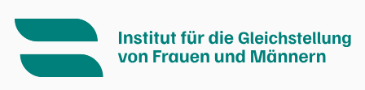 Institut für die Gleichstellung
von Frauen und Männern